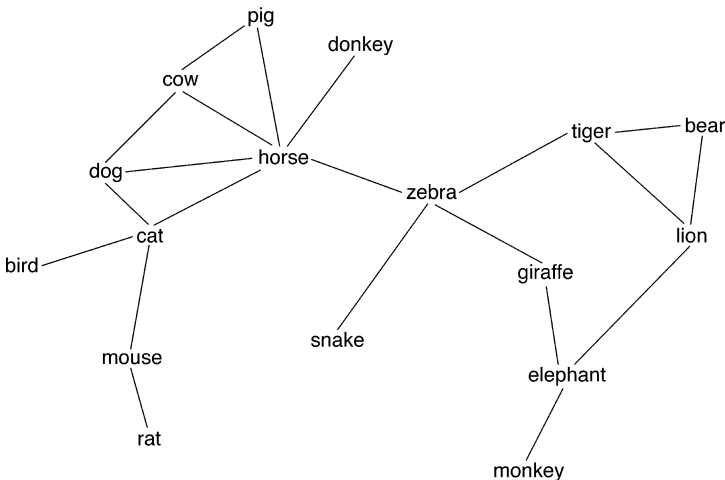 pig
donkey
cow
bear
tiger
horse
dog
zebra
cat
lion
bird
giraffe
snake
mouse
elephant
rat
monkey